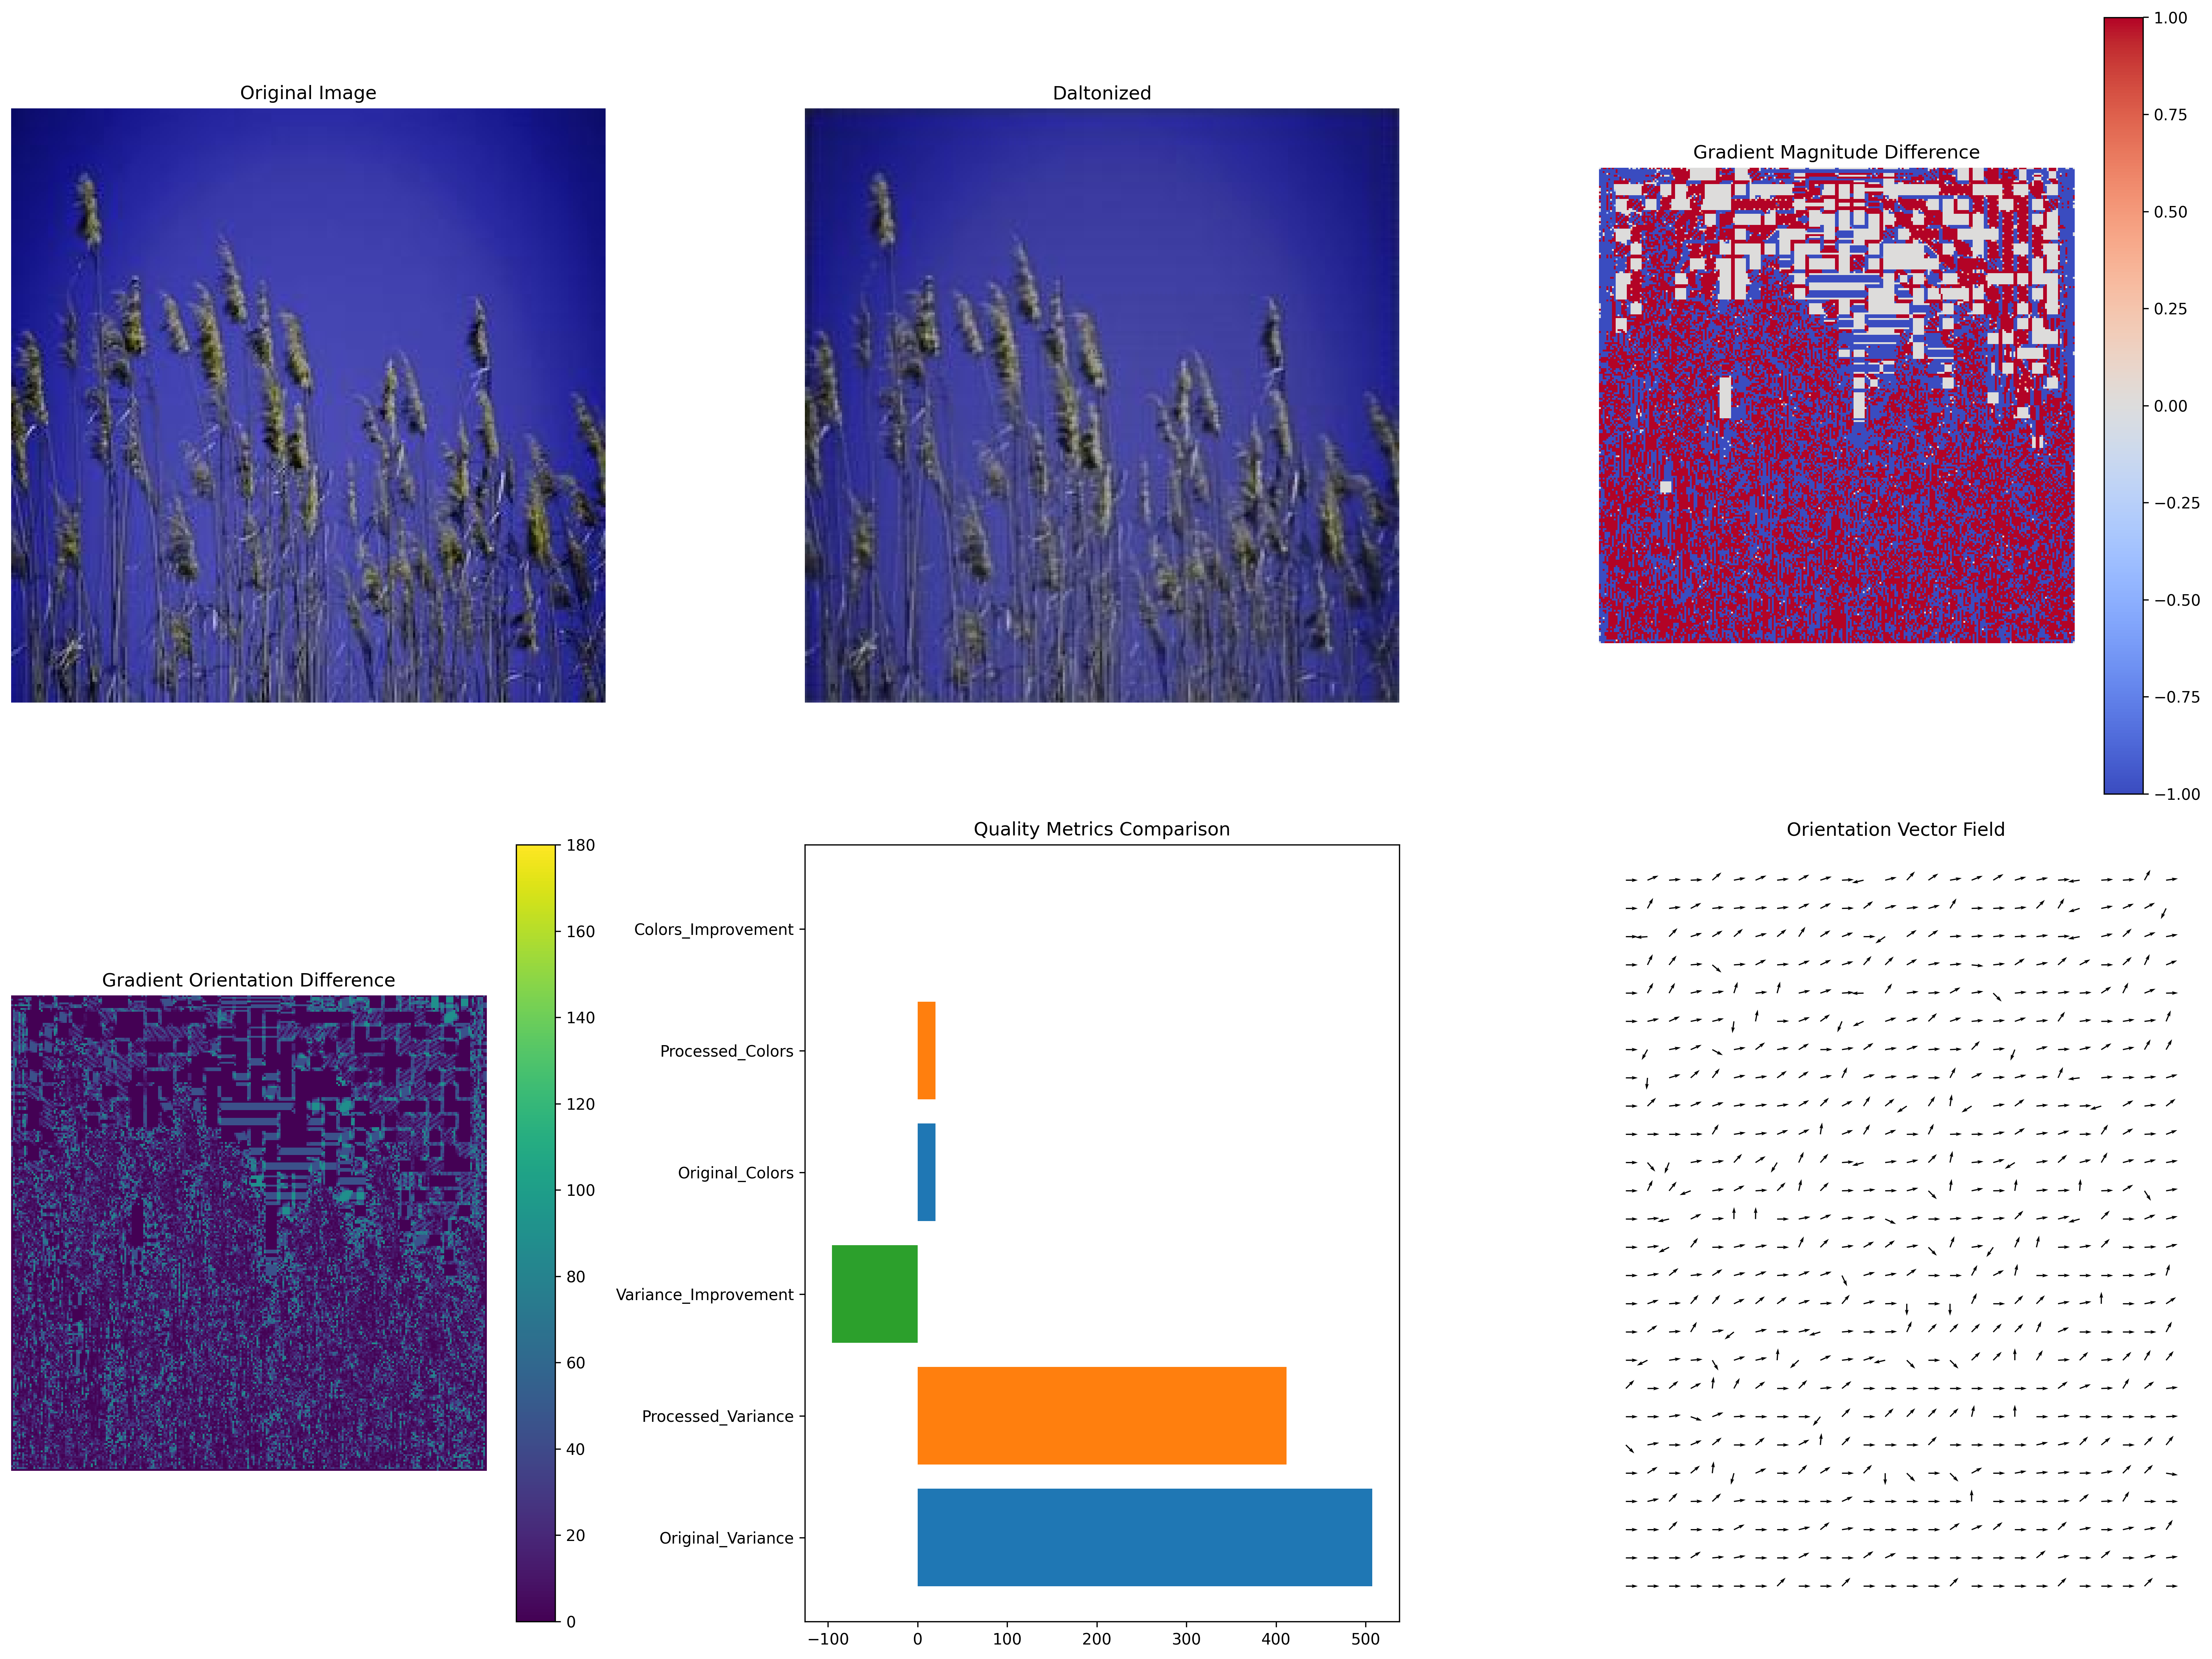 Original Image
Daltonized
Gradient Magnitude Difference
1.00
0.75
0.50
0.25
0.00
−0.25
−0.50
−0.75
−1.00
Gradient Orientation Difference
180
160
140
120
100
80
60
40
20
0
Quality Metrics Comparison
Colors_Improvement
Processed_Colors
Original_Colors
Variance_Improvement
Processed_Variance
Original_Variance
−100 0 100 200 300 400 500
Orientation Vector Field